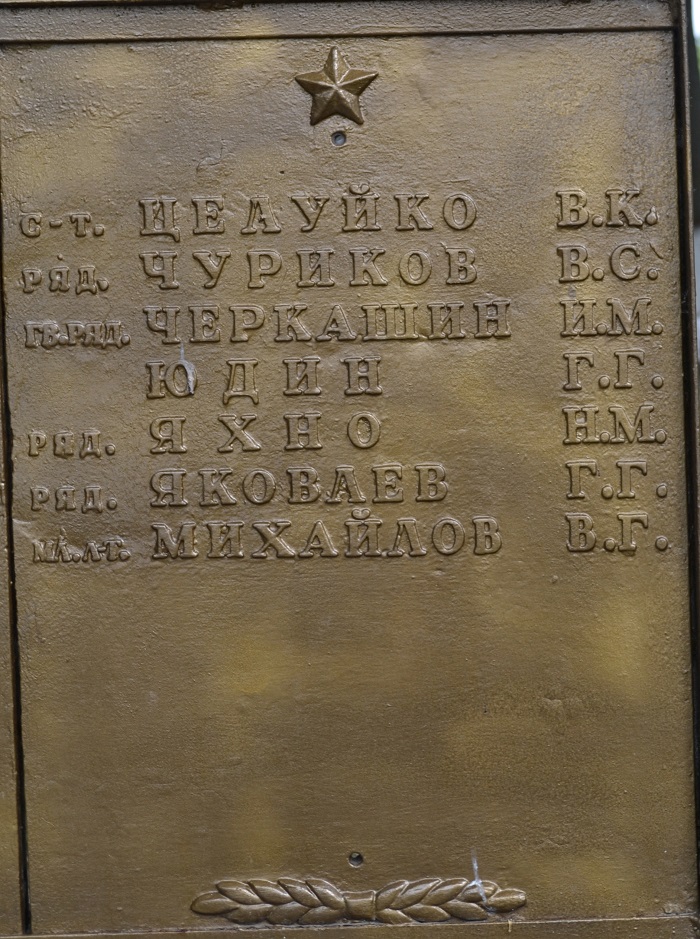 с-т. ЦЕЛУЙКО В.К.
РЯД. ЧУРИКОВ В.С.
ГВ.РЯД. ЧЕРКАШИН И.М.
ЮДИН Г.Г.
РЯД. ЯХНО Н.М.
РЯД. ЯКОВЛЕВ Г.Г.
МЛ.Л-Т. МИХАЙЛОВ В.Г.